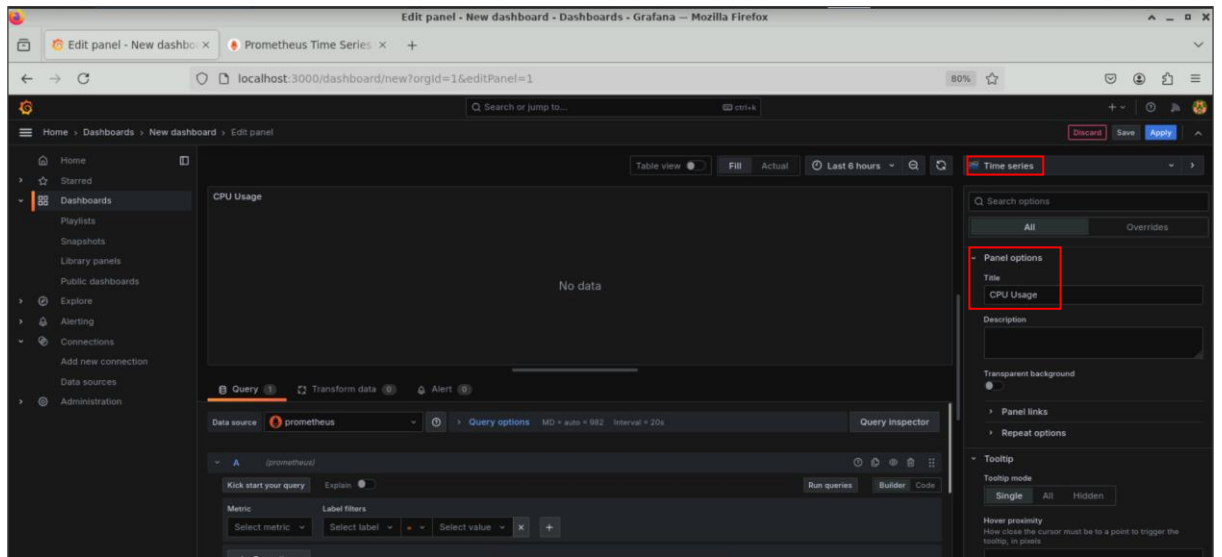 Edit panel - New dashboard - Dashboards - Grafana — Mozilla Firefox
Edit panel - New dashbo
Prometheus Time Series
localhost:3000/dashboard/new?orgId=1&editPanel=1
80%
Search or jump to...
ctrl+k
Home > Dashboards > New dashboard > Edit panel
Discard
Save
Apply
Home
Starred
Dashboards
Playlists
Snapshots
Library panels
Public dashboards
Explore
Alerting
Connections
Add new connection
Data sources
Administration
Table view
Fill
Actual
Last 6 hours
CPU Usage
No data
Query 1
Transform data 0
Alert 0
Data source
prometheus
Query options
MD = auto = 982
Interval = 20s
Query inspector
A (prometheus)
Kick start your query
Explain
Run queries
Builder
Code
Metric
Label filters
Select metric
Select label
=
Select value
Time series
Search options
All
Overrides
Panel options
Title
CPU Usage
Description
Transparent background
Panel links
Repeat options
Tooltip
Tooltip mode
Single
All
Hidden
Hover proximity
How close the cursor must be to a point to trigger the
tooltip, in pixels